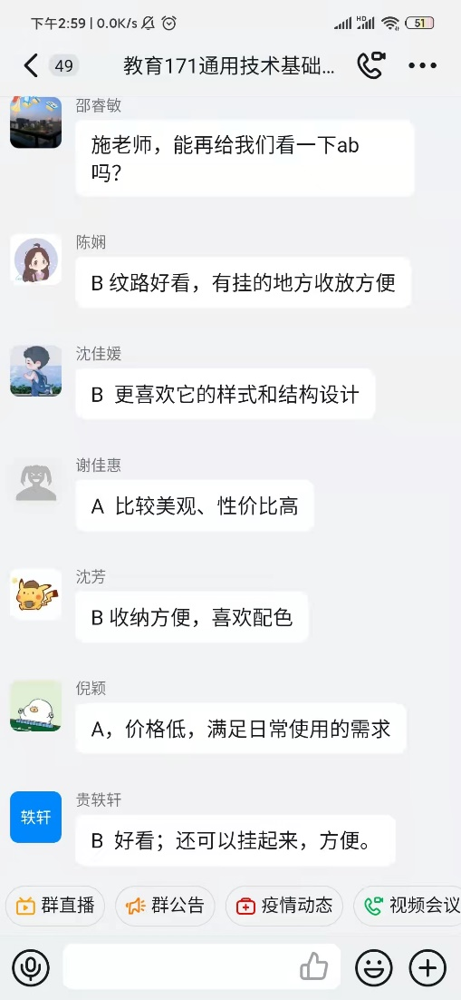 下午2:59 | 0.0K/s
HD
51
49
教育171通用技术基础...
邵睿敏
施老师，能再给我们看一下ab
吗？
陈娴
B 纹路好看，有挂的地方收放方便
沈佳媛
B 更喜欢它的样式和结构设计
谢佳惠
A 比较美观、性价比高
沈芳
B 收纳方便，喜欢配色
倪颖
A，价格低，满足日常使用的需求
贵轶轩
轶轩
B 好看；还可以挂起来，方便。
群直播
群公告
疫情动态
视频会议